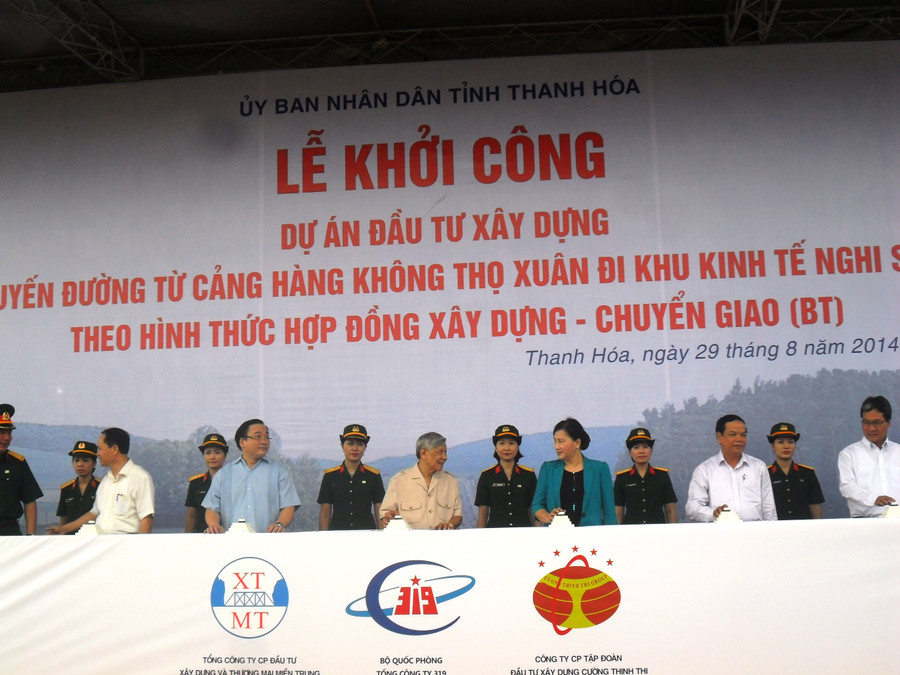 ỦY BAN NHÂN DÂN TỈNH THANH HÓA
LỄ KHỞI CÔNG
DỰ ÁN ĐẦU TƯ XÂY DỰNG
UYẾN ĐƯỜNG TỪ CẢNG HÀNG KHÔNG THỌ XUÂN ĐI KHU KINH TẾ NGHI S
THEO HÌNH THỨC HỢP ĐỒNG XÂY DỰNG - CHUYỂN GIAO (BT)
Thanh Hóa, ngày 29 tháng 8 năm 2014
XT
MT
TỔNG CÔNG TY CP ĐẦU TƯ
XÂY DỰNG VÀ THƯƠNG MẠI MIỀN TRUNG
319
BỘ QUỐC PHÒNG
TỔNG CÔNG TY 319
THINH THI GROUP
CÔNG TY CP TẬP ĐOÀN
ĐẦU TƯ XÂY DỰNG CƯỜNG THỊNH THI